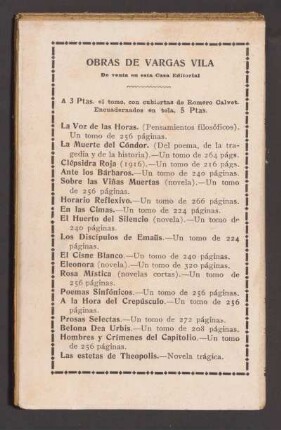 OBRAS DE VARGAS VILA
De venta en esta Casa Editorial
A 3 Ptas. el tomo, con cubiertas de Romero Calvet.
Encuadernados en tela, 5 Ptas.
La Voz de las Horas. (Pensamientos filosóficos).
Un tomo de 256 páginas.
La Muerte del Cóndor. (Del poema, de la tra-
gedia y de la historia).—Un tomo de 264 págs.
Clépsidra Roja (1916).—Un tomo de 216 págs.
Ante los Bárbaros.—Un tomo de 240 páginas.
Sobre las Viñas Muertas (novela).—Un tomo
de 256 páginas.
Horario Reflexivo.—Un tomo de 266 páginas.
En las Cimas.—Un tomo de 224 páginas.
El Huerto del Silencio (novela).—Un tomo de
240 páginas.
Los Discípulos de Emaüs.—Un tomo de 224
páginas.
El Cisne Blanco.—Un tomo de 240 páginas.
Eleonora (novela).—Un tomo de 320 páginas.
Rosa Mística (novelas cortas).—Un tomo de
256 páginas.
Poemas Sinfónicos.—Un tomo de 256 páginas.
A la Hora del Crepúsculo.—Un tomo de 256
páginas.
Prosas Selectas.—Un tomo de 272 páginas.
Belona Dea Urbis.—Un tomo de 208 páginas.
Hombres y Crímenes del Capitolio.—Un tomo
de 256 páginas.
Las estetas de Theopolis.—Novela trágica.